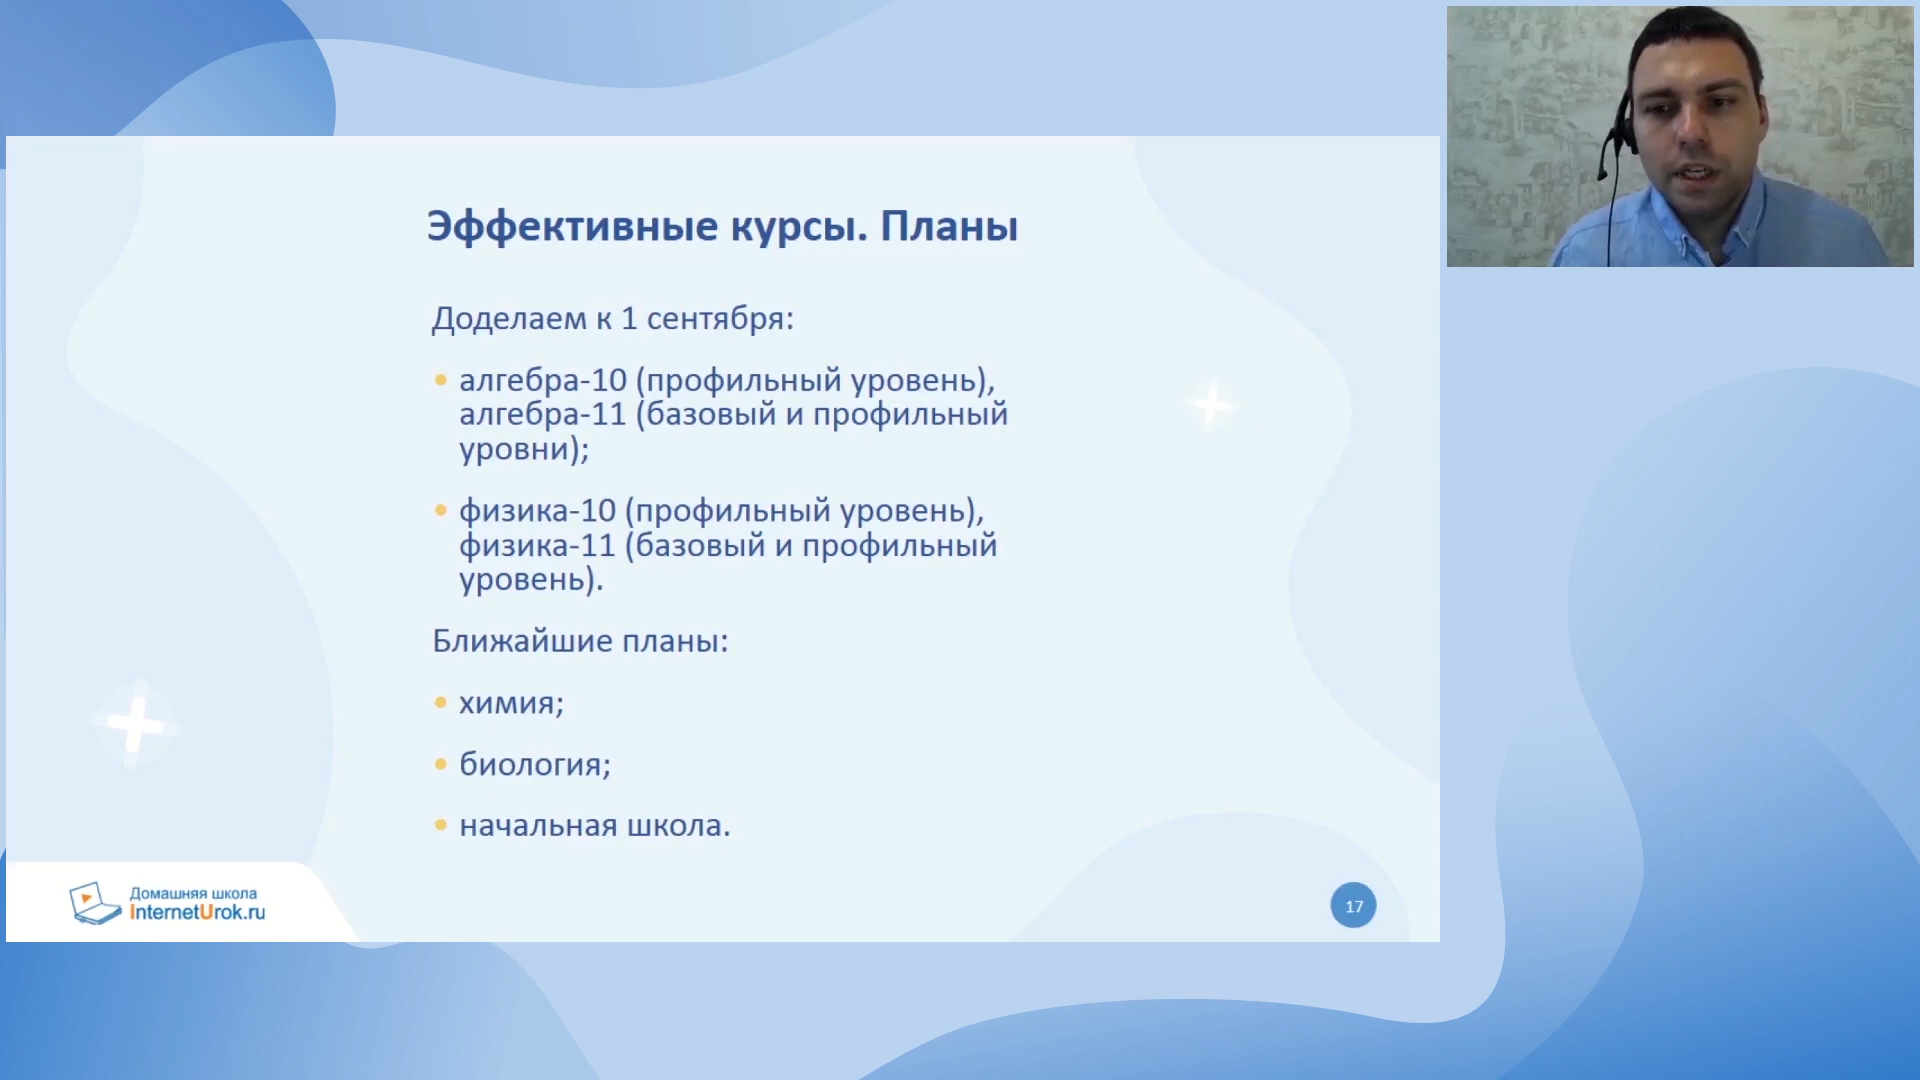 Эффективные курсы. Планы
Доделаем к 1 сентября:
алгебра-10 (профильный уровень),
алгебра-11 (базовый и профильный
уровни);
физика-10 (профильный уровень),
физика-11 (базовый и профильный
уровень).
Ближайшие планы:
химия;
биология;
начальная школа.
Домашняя школа
InternetUrok.ru
17